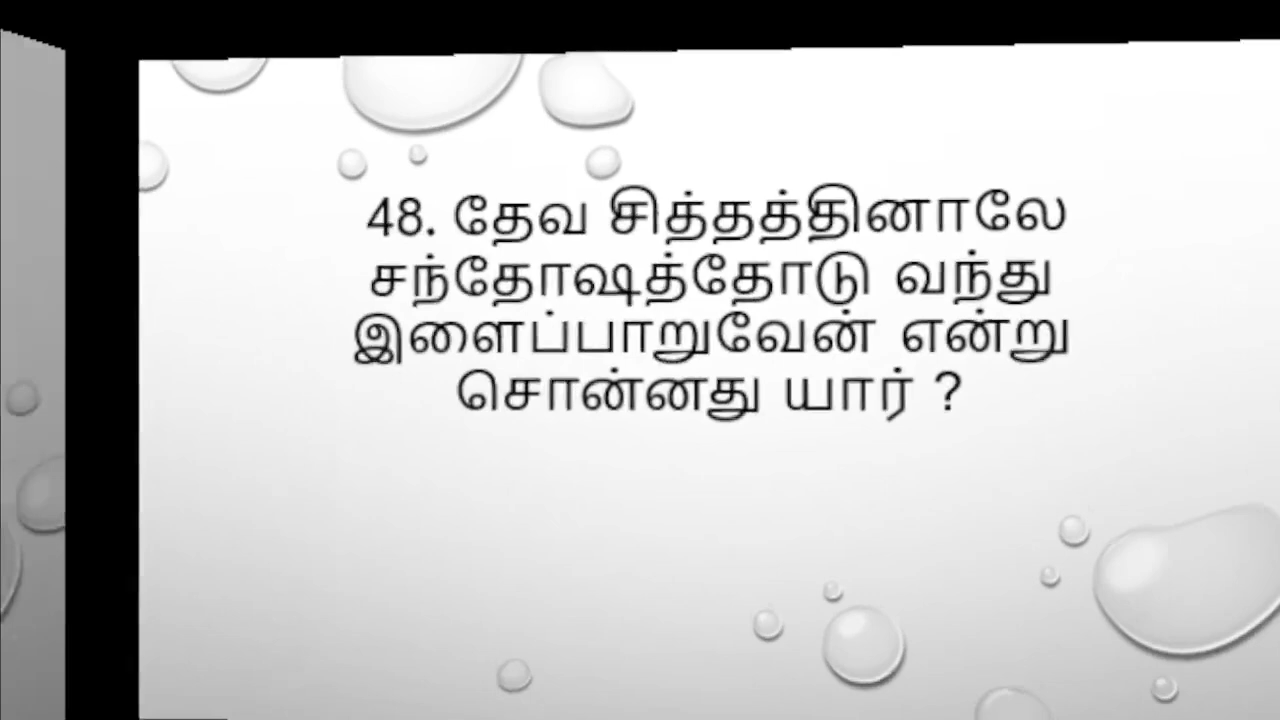 48. தேவ சித்தத்தினாலே
சந்தோஷத்தோடு வந்து
இளைப்பாறுவேன் என்று
சொன்னது யார் ?